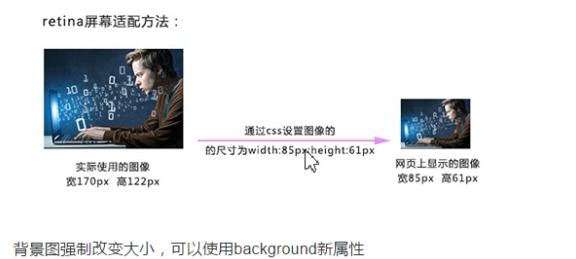 retina屏幕适配方法：
通过css设置图像的
的尺寸为width:85px;height:61px
实际使用的图像
宽170px 高122px
网页上显示的图像
宽85px 高61px
背景图强制改变大小，可以使用background新属性